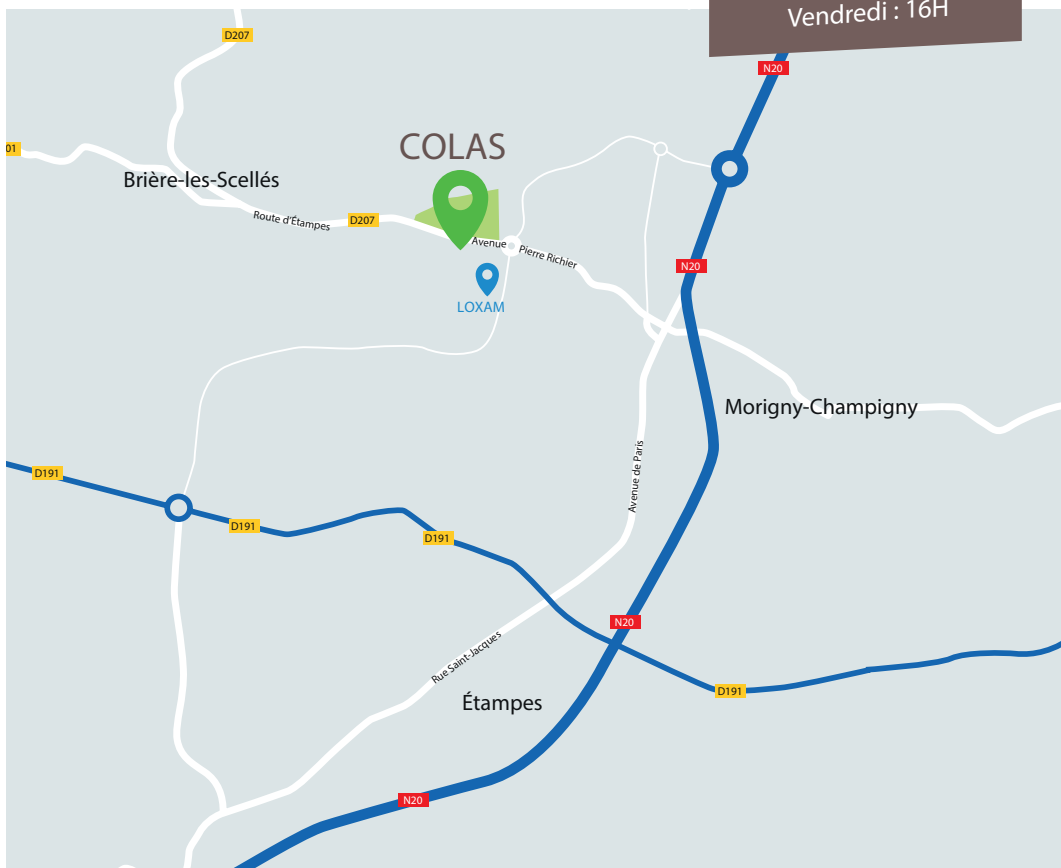 Vendredi : 16H
D207
N20
COLAS
01
Brière-les-Scellés
Route d'Étampes
D207
Avenue
Pierre Richier
N20
LOXAM
Morigny-Champigny
Avenue de Paris
D191
D191
D191
N20
Rue Saint-Jacques
D191
Étampes
N20